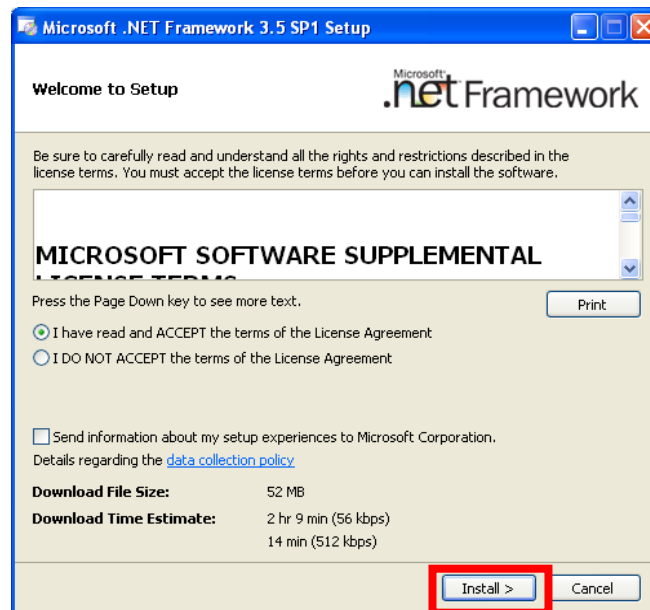 Microsoft .NET Framework 3.5 SP1 Setup
Welcome to Setup
Microsoft
.net Framework
Be sure to carefully read and understand all the rights and restrictions described in the
license terms. You must accept the license terms before you can install the software.
MICROSOFT SOFTWARE SUPPLEMENTAL
LICENSE TERMS
Press the Page Down key to see more text.
Print
I have read and ACCEPT the terms of the License Agreement
I DO NOT ACCEPT the terms of the License Agreement
Send information about my setup experiences to Microsoft Corporation.
Details regarding the data collection policy
Download File Size: 52 MB
Download Time Estimate: 2 hr 9 min (56 kbps)
14 min (512 kbps)
Install > Cancel